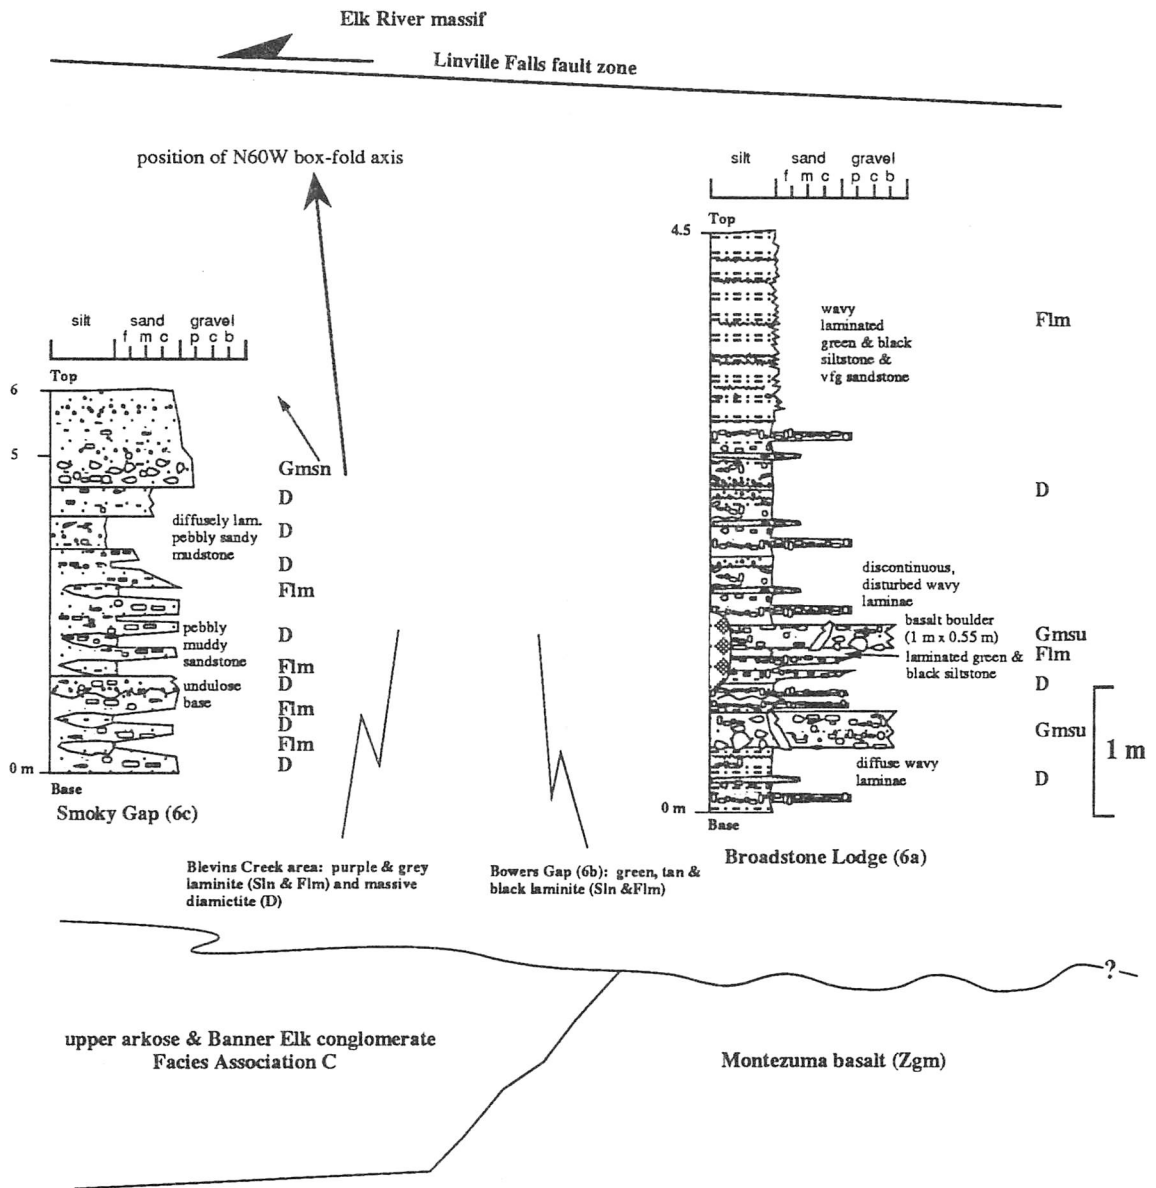 Elk River massif
Linville Falls fault zone
position of N60W box-fold axis
silt sand gravel
f m c p c b
Top
4.5
wavy
laminated
green & black
siltstone &
vfg sandstone
Flm
D
discontinuous,
disturbed wavy
laminae
basalt boulder
(1 m x 0.55 m)
Gmsu
Flm
laminated green &
black siltstone
D
Gmsu
1 m
diffuse wavy
laminae
D
0 m
Base
Broadstone Lodge (6a)
silt sand gravel
f m c p c b
Top
6
5
Gmsn
D
diffusely lam.
pebbly sandy
mudstone
D
D
Flm
pebbly
muddy
sandstone
D
Flm
undulose
base
D
Flm
D
Flm
D
0 m
Base
Smoky Gap (6c)
Blevins Creek area: purple & grey
laminite (Sln & Flm) and massive
diamictite (D)
Bowers Gap (6b): green, tan &
black laminite (Sln &Flm)
?
upper arkose & Banner Elk conglomerate
Facies Association C
Montezuma basalt (Zgm)